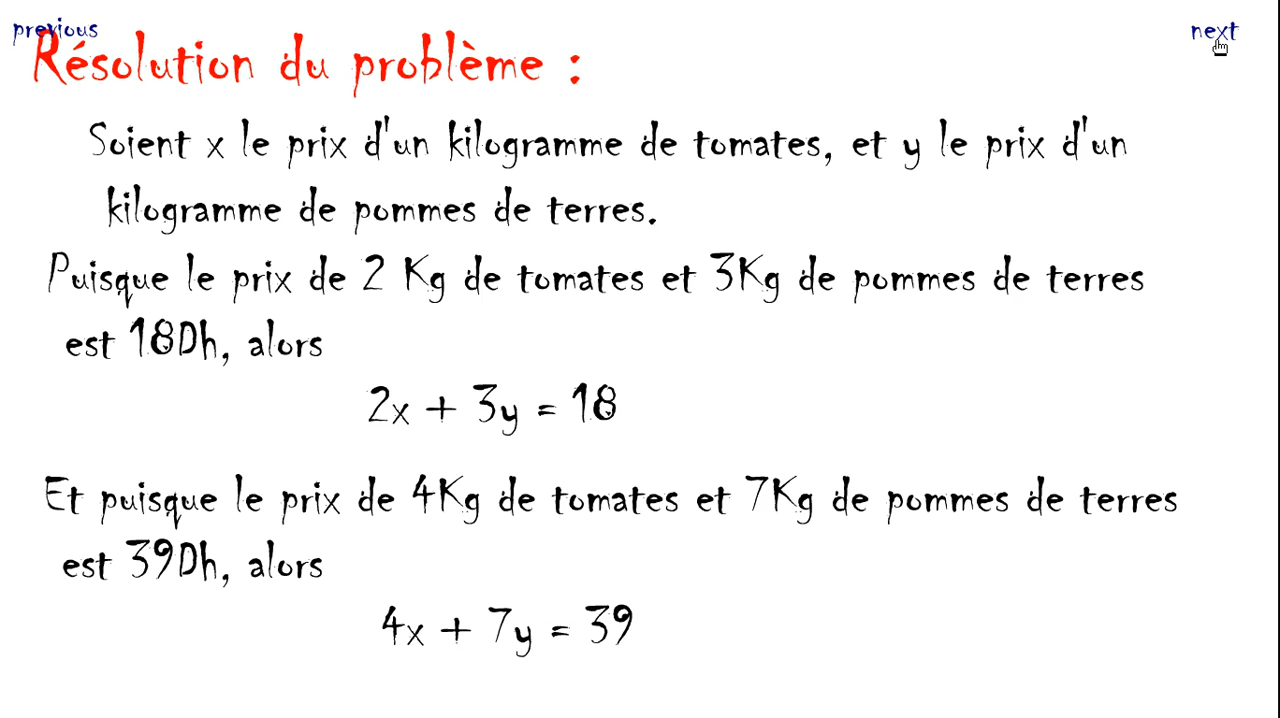 previous
next
Résolution du problème :
Soient x le prix d'un kilogramme de tomates, et y le prix d'un
kilogramme de pommes de terres.
Puisque le prix de 2 Kg de tomates et 3Kg de pommes de terres
est 18Dh, alors
2x + 3y = 18
Et puisque le prix de 4Kg de tomates et 7Kg de pommes de terres
est 39Dh, alors
4x + 7y = 39